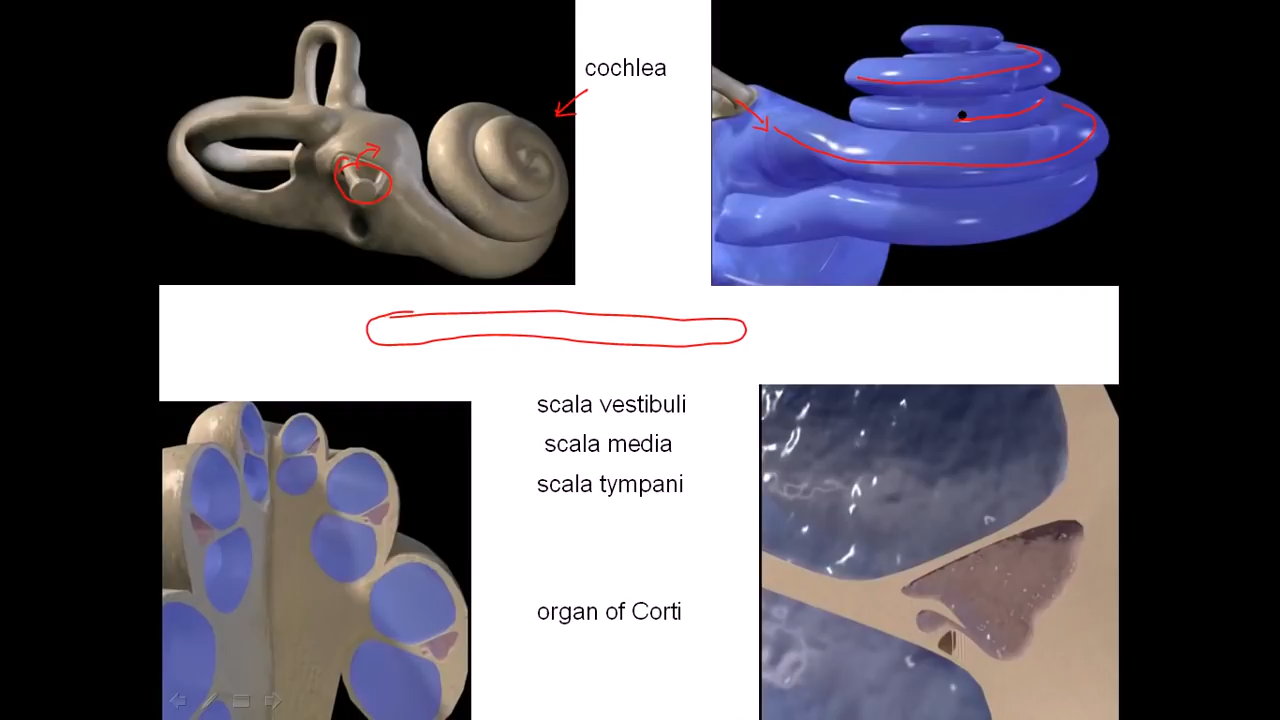 cochlea
scala vestibuli
scala media
scala tympani
organ of Corti